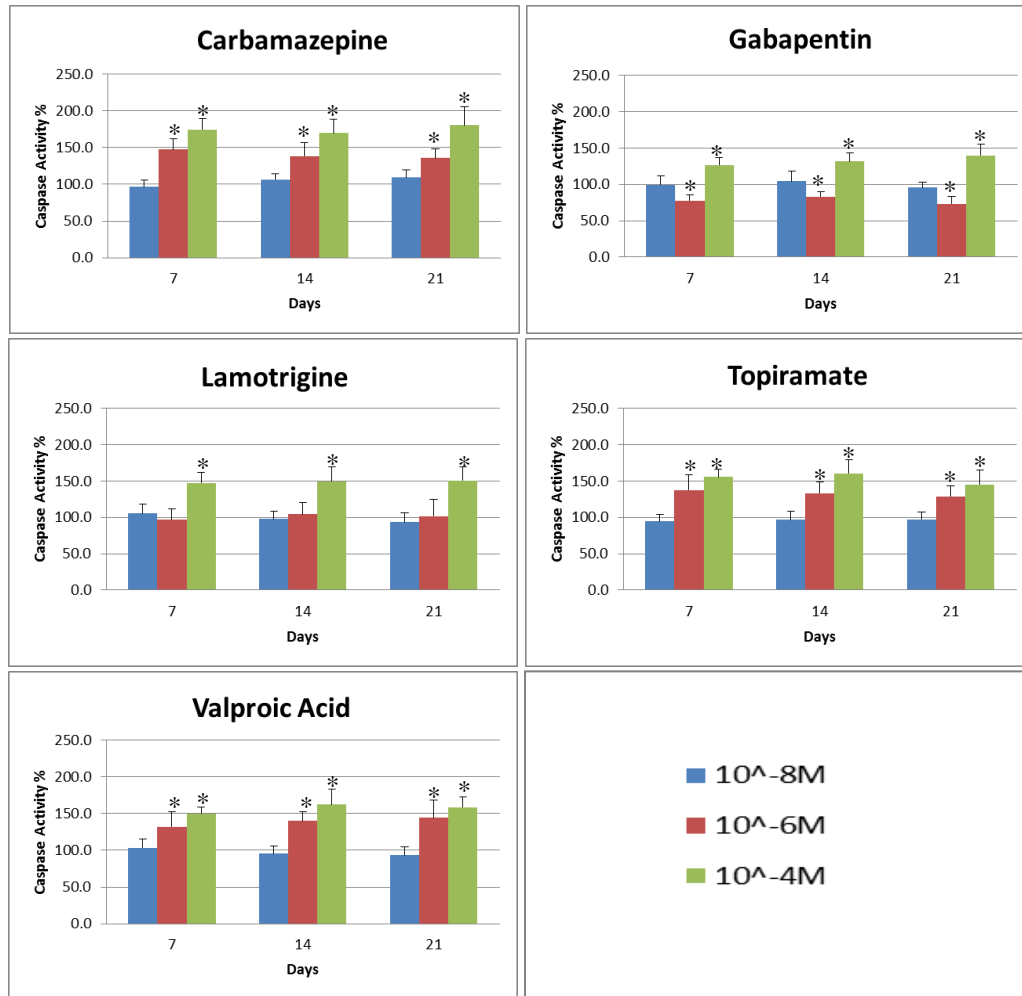 Carbamazepine
250.0
200.0
150.0
100.0
50.0
0.0
Caspase Activity %
* * * * * *
7 14 21
Days
Gabapentin
250.0
200.0
150.0
100.0
50.0
0.0
Caspase Activity %
* * * * * *
7 14 21
Days
Lamotrigine
250.0
200.0
150.0
100.0
50.0
0.0
Caspase Activity %
* * *
7 14 21
Days
Topiramate
250.0
200.0
150.0
100.0
50.0
0.0
Caspase Activity %
* * * * * *
7 14 21
Days
Valproic Acid
250.0
200.0
150.0
100.0
50.0
0.0
Caspase Activity %
* * * * * *
7 14 21
Days
10^-8M
10^-6M
10^-4M